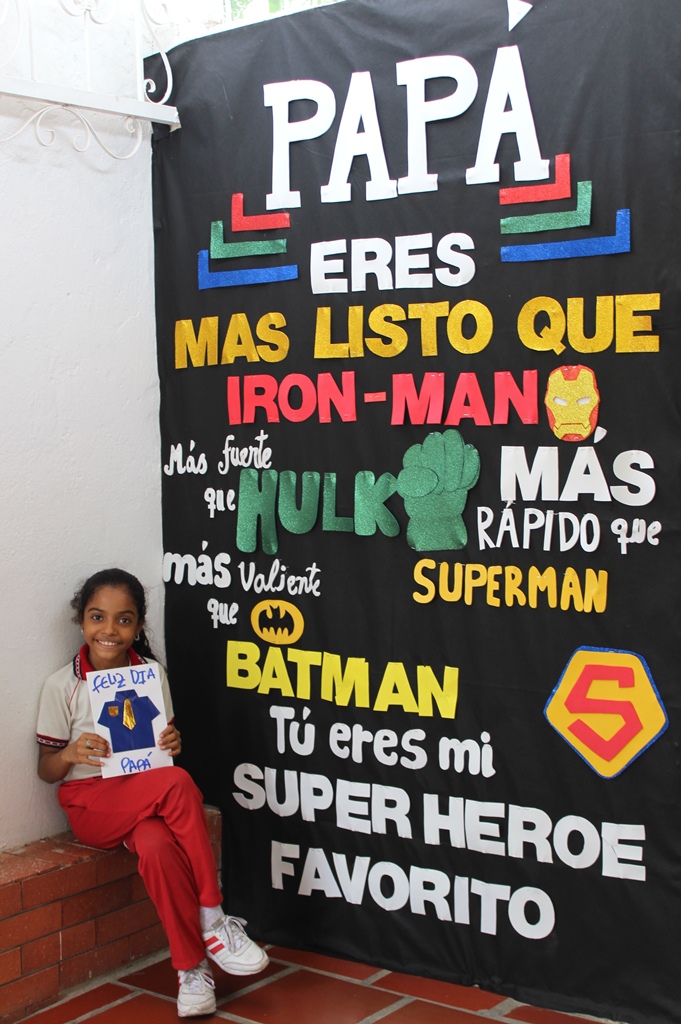 PAPÁ
ERES
MAS LISTO QUE
IRON-MAN
Más fuerte
que
HULK
MÁS
RÁPIDO que
SUPERMAN
más Valiente
que
BATMAN
S
Tú eres mi
SUPER HEROE
FAVORITO
FELIZ DIA
PAPÁ